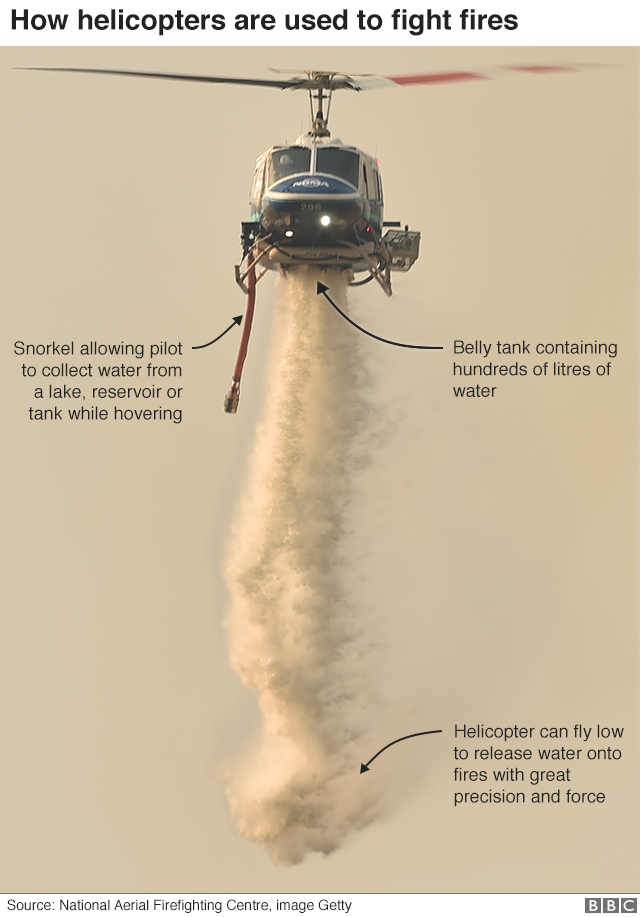 How helicopters are used to fight fires
296
Snorkel allowing pilot
to collect water from
a lake, reservoir or
tank while hovering
Belly tank containing
hundreds of litres of
water
Helicopter can fly low
to release water onto
fires with great
precision and force
Source: National Aerial Firefighting Centre, image Getty
BBC